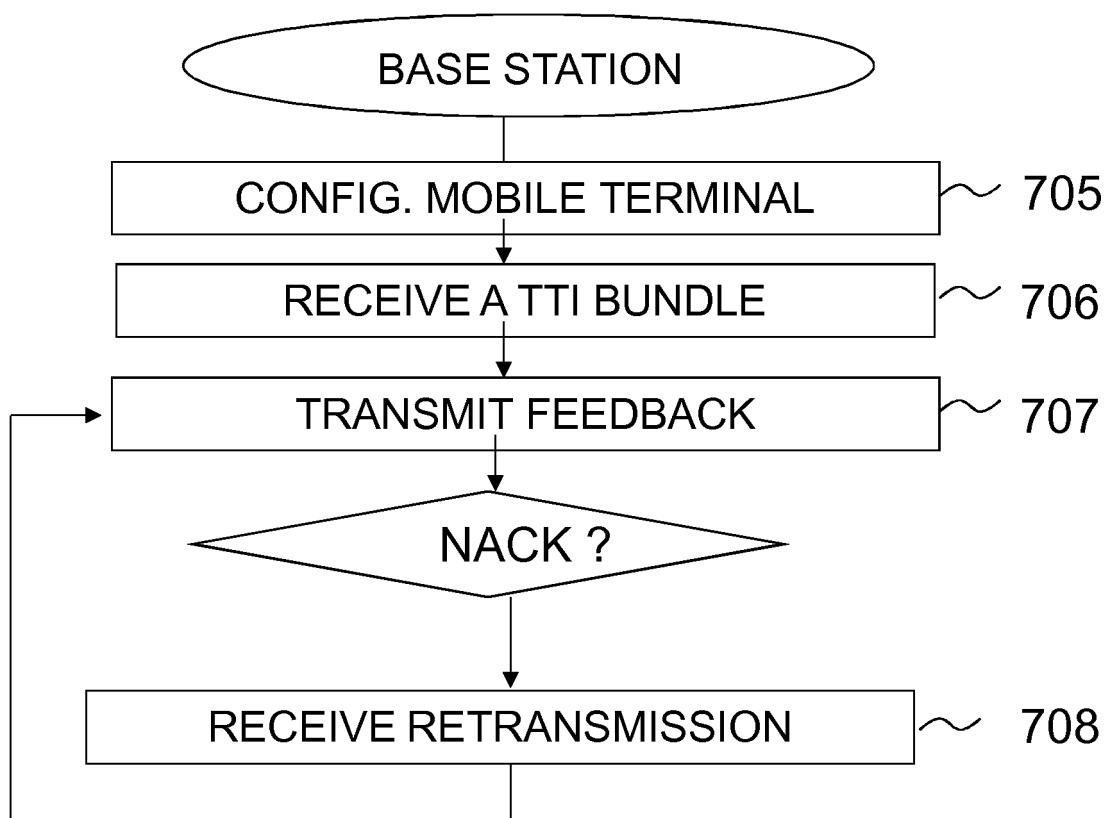 BASE STATION
CONFIG. MOBILE TERMINAL 705
RECEIVE A TTI BUNDLE 706
TRANSMIT FEEDBACK 707
NACK ?
RECEIVE RETRANSMISSION 708